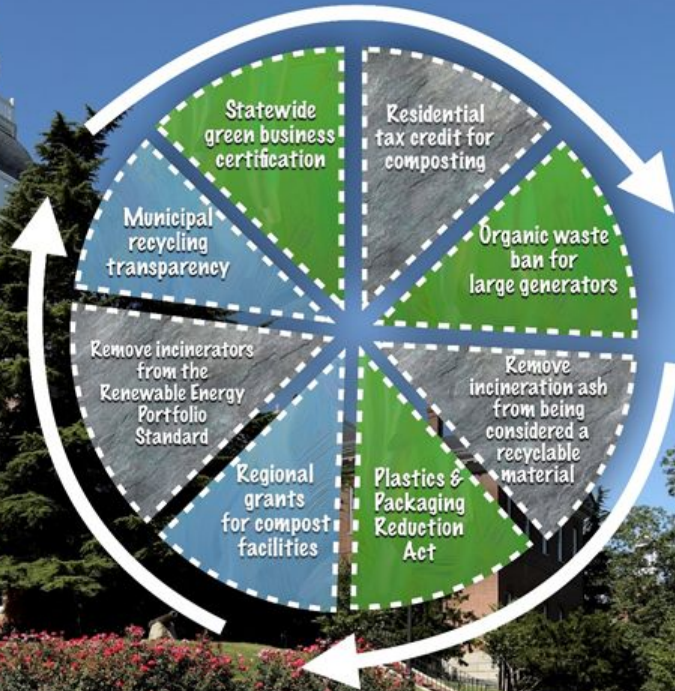 Statewide
green business
certification
Residential
tax credit for
composting
Organic waste
ban for
large generators
Remove
incineration ash
from being
considered a
recyclable
material
Plastics &
Packaging
Reduction
Act
Regional
grants
for compost
facilities
Remove incinerators
from the
Renewable Energy
Portfolio
Standard
Municipal
recycling
transparency